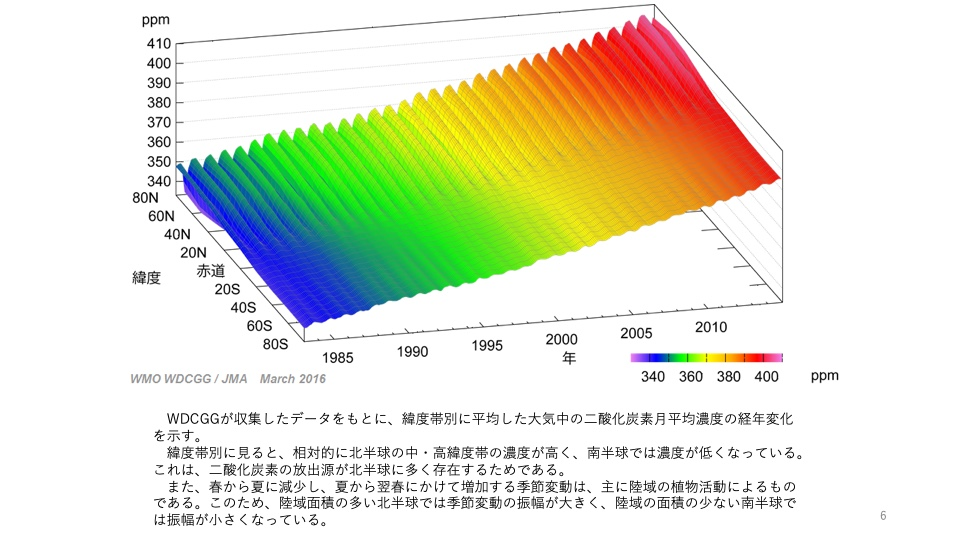 ppm
410
400
390
380
370
360
350
340
80N
60N
40N
20N
赤道
20S
40S
60S
80S
緯度
1985
1990
1995
2000
2005
2010
年
340 360 380 400 ppm
WMO WDCGG / JMA March 2016
WDCGGが収集したデータをもとに、緯度帯別に平均した大気中の二酸化炭素月平均濃度の経年変化
を示す。
緯度帯別に見ると、相対的に北半球の中・高緯度帯の濃度が高く、南半球では濃度が低くなっている。
これは、二酸化炭素の放出源が北半球に多く存在するためである。
また、春から夏に減少し、夏から翌春にかけて増加する季節変動は、主に陸域の植物活動によるもの
である。このため、陸域面積の多い北半球では季節変動の振幅が大きく、陸域の面積の少ない南半球で
は振幅が小さくなっている。
6